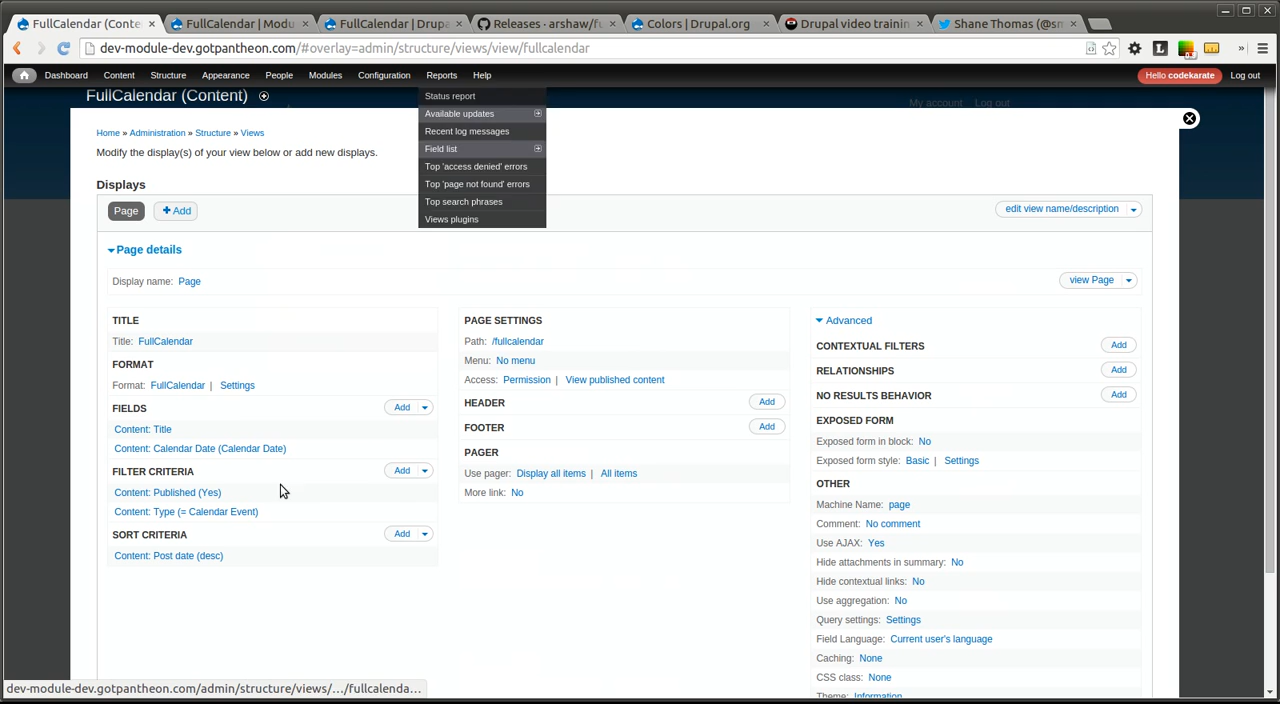 FullCalendar (Conten
FullCalendar | Modu
FullCalendar | Drupa
Releases · arshaw/fu
Colors | Drupal.org
Drupal video trainin
Shane Thomas (@sm
dev-module-dev.gotpantheon.com/#overlay=admin/structure/views/view/fullcalendar
Dashboard Content Structure Appearance People Modules Configuration Reports Help Hello codekarate Log out
FullCalendar (Content)
My account Log out
Status report
Available updates
Recent log messages
Field list
Top 'access denied' errors
Top 'page not found' errors
Top search phrases
Views plugins
Home » Administration » Structure » Views
Modify the display(s) of your view below or add new displays.
Displays
Page + Add edit view name/description
Page details
Display name: Page view Page
TITLE
Title: FullCalendar
FORMAT
Format: FullCalendar | Settings
FIELDS Add
Content: Title
Content: Calendar Date (Calendar Date)
FILTER CRITERIA Add
Content: Published (Yes)
Content: Type (= Calendar Event)
SORT CRITERIA Add
Content: Post date (desc)
PAGE SETTINGS
Path: /fullcalendar
Menu: No menu
Access: Permission | View published content
HEADER Add
FOOTER Add
PAGER
Use pager: Display all items | All items
More link: No
Advanced
CONTEXTUAL FILTERS Add
RELATIONSHIPS Add
NO RESULTS BEHAVIOR Add
EXPOSED FORM
Exposed form in block: No
Exposed form style: Basic | Settings
OTHER
Machine Name: page
Comment: No comment
Use AJAX: Yes
Hide attachments in summary: No
Hide contextual links: No
Use aggregation: No
Query settings: Settings
Field Language: Current user's language
Caching: None
CSS class: None
Theme: Information
dev-module-dev.gotpantheon.com/admin/structure/views/.../fullcalenda...